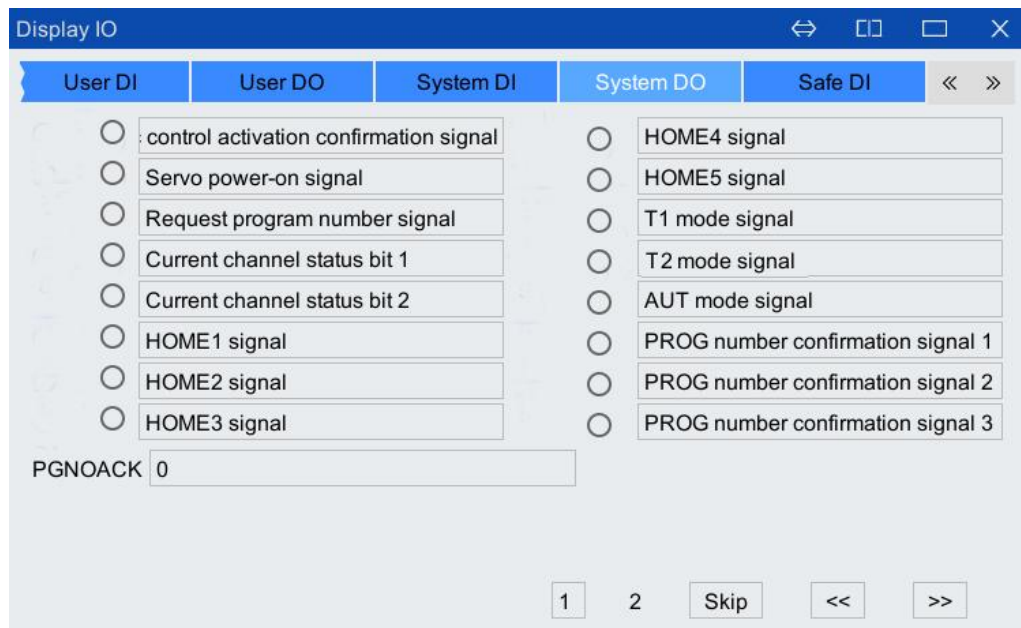 Display IO
User DI
User DO
System DI
System DO
Safe DI
control activation confirmation signal
Servo power-on signal
Request program number signal
Current channel status bit 1
Current channel status bit 2
HOME1 signal
HOME2 signal
HOME3 signal
HOME4 signal
HOME5 signal
T1 mode signal
T2 mode signal
AUT mode signal
PROG number confirmation signal 1
PROG number confirmation signal 2
PROG number confirmation signal 3
PGNOACK 0
1 2 Skip << >>